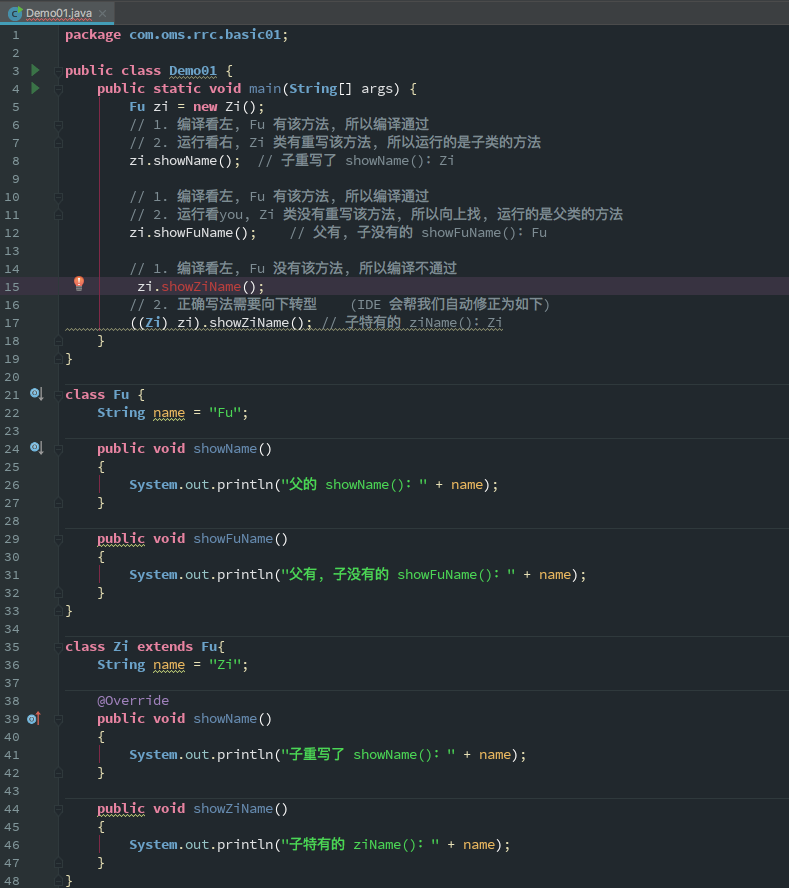 Demo01.java
1 package com.oms.rrc.basic01;
2
3 public class Demo01 {
4 public static void main(String[] args) {
5 Fu zi = new Zi();
6 // 1. 编译看左, Fu 有该方法，所以编译通过
7 // 2. 运行看右, Zi 类有重写该方法，所以运行的是子类的方法
8 zi.showName();  // 子重写了 showName()：Zi
9
10 // 1. 编译看左, Fu 有该方法，所以编译通过
11 // 2. 运行看you, Zi 类没有重写该方法，所以向上找，运行的是父类的方法
12 zi.showFuName();    // 父有，子没有的 showFuName()：Fu
13
14 // 1. 编译看左, Fu 没有该方法，所以编译不通过
15 zi.showZiName();
16 // 2. 正确写法需要向下转型    (IDE 会帮我们自动修正为如下)
17 ((Zi) zi).showZiName(); // 子特有的 ziName()：Zi
18 }
19 }
20
21 class Fu {
22 String name = "Fu";
23
24 public void showName()
25 {
26 System.out.println("父的 showName()：" + name);
27 }
28
29 public void showFuName()
30 {
31 System.out.println("父有，子没有的 showFuName()：" + name);
32 }
33 }
34
35 class Zi extends Fu{
36 String name = "Zi";
37
38 @Override
39 public void showName()
40 {
41 System.out.println("子重写了 showName()：" + name);
42 }
43
44 public void showZiName()
45 {
46 System.out.println("子特有的 ziName()：" + name);
47 }
48 }